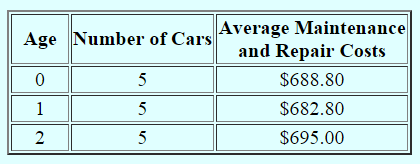 Age Number of Cars Average Maintenance
and Repair Costs
0 5 $688.80
1 5 $682.80
2 5 $695.00